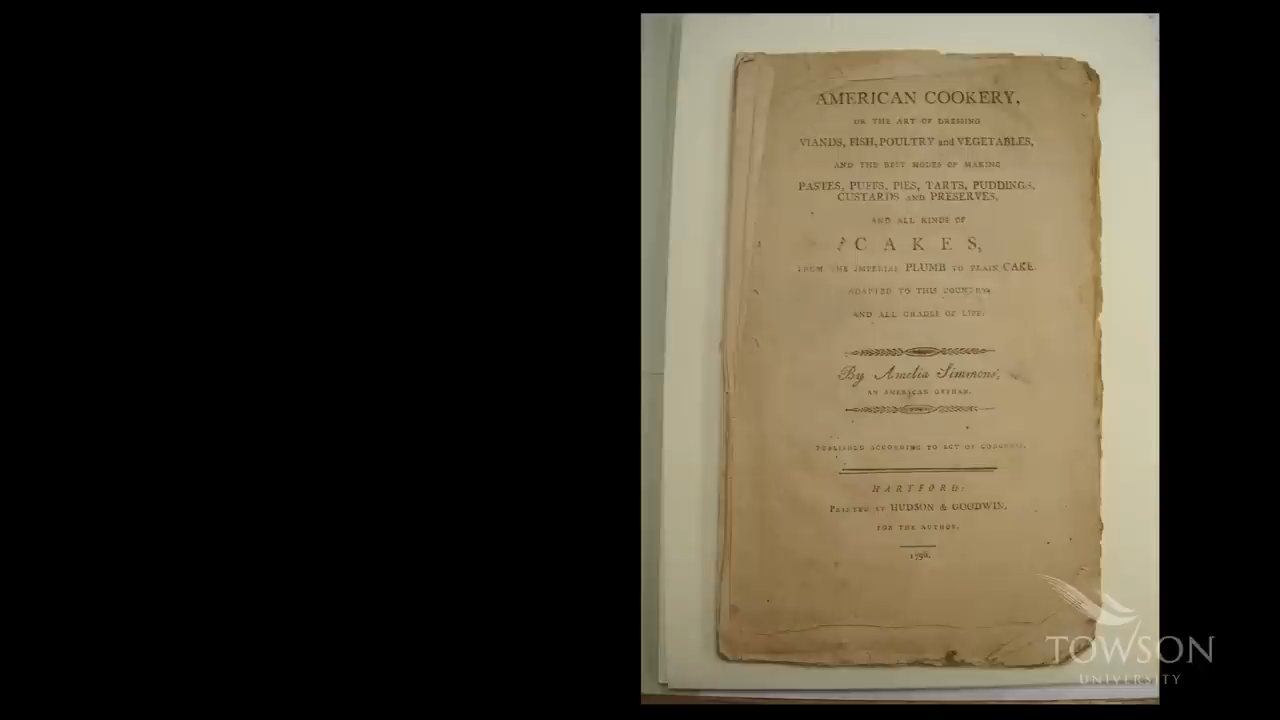 AMERICAN COOKERY,
OR THE ART OF DRESSING
VIANDS, FISH, POULTRY and VEGETABLES,
AND THE BEST MODES OF MAKING
PASTES, PUFFS, PIES, TARTS, PUDDINGS,
CUSTARDS AND PRESERVES,
AND ALL KINDS OF
CAKES,
FROM THE IMPERIAL PLUMB TO PLAIN CAKE.
ADAPTED TO THIS COUNTRY,
AND ALL GRADES OF LIFE.
By Amelia Simmons,
AN AMERICAN ORPHAN.
PUBLISHED ACCORDING TO ACT OF CONGRESS.
HARTFORD:
PRINTED BY HUDSON & GOODWIN,
FOR THE AUTHOR.
1796.
TOWSON
UNIVERSITY